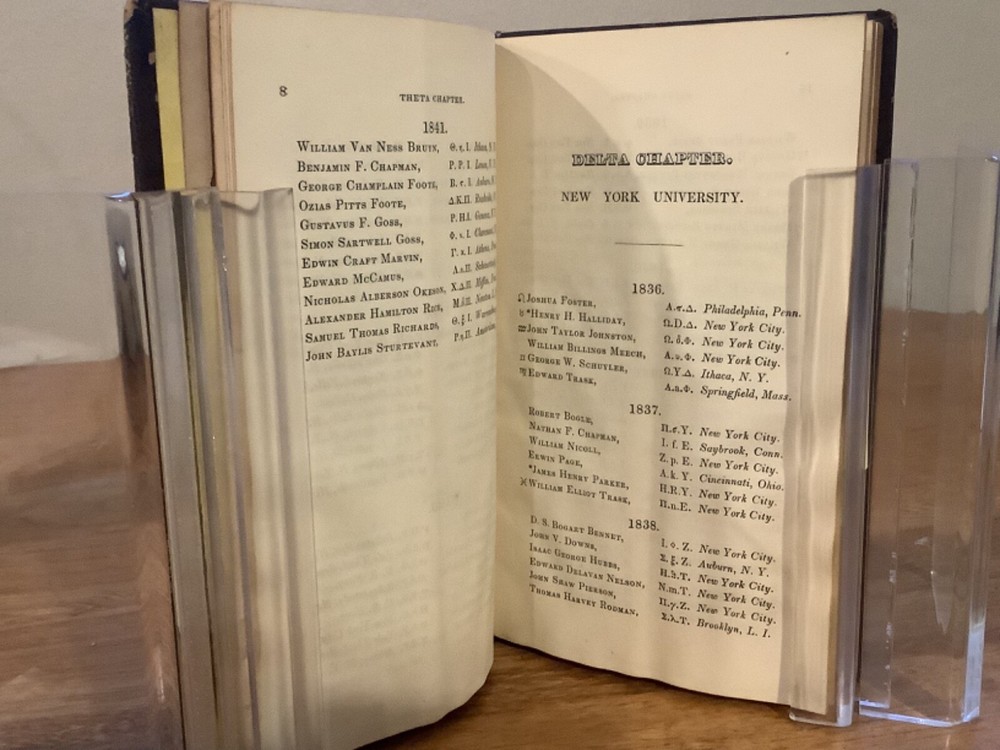 8
THETA CHAPTER.
1841.
WILLIAM VAN NESS BRUIN, Θ. ε. I.
BENJAMIN F. CHAPMAN, P. P. I.
GEORGE CHAMPLAIN FOOTE, B. σ. I.
OZIAS PITTS FOOTE, Δ.K.Π.
GUSTAVUS F. GOSS, P. H.I. Geneva,
SIMON SARTWELL GOSS, Φ. I.
EDWIN CRAFT MARVIN, Γ. I. Athens,
EDWARD MCCAMUS,
NICHOLAS ALBERSON OKESON, X.Δ.Π.
ALEXANDER HAMILTON RICE, Newton
SAMUEL THOMAS RICHARDS, Θ. ξ. I.
JOHN BAYLIS STURTEVANT,
DELTA CHAPTER.
NEW YORK UNIVERSITY.
1836.
JOSHUA FOSTER, A.σ.Δ. Philadelphia, Penn.
*HENRY H. HALLIDAY, Ω.D.Δ. New York City.
JOHN TAYLOR JOHNSTON, Ω. δ.Φ. New York City.
WILLIAM BILLINGS MEECH, A.υ.Φ. New York City.
GEORGE W. SCHUYLER, Ω.Y.Δ. Ithaca, N. Y.
EDWARD TRASK, A.a.Φ. Springfield, Mass.
1837.
ROBERT BOGLE, Π.σ.Y. New York City.
NATHAN F. CHAPMAN, I. f. E. Saybrook, Conn.
WILLIAM NICOLL, Z. p. E. New York City.
ERWIN PAGE, A. k. Y. Cincinnati, Ohio.
*JAMES HENRY PARKER, H.R.Y. New York City.
WILLIAM ELLIOT TRASK, Π.n.E. New York City.
1838.
D. S. BOGART BENNET, I. o. Z. New York City.
JOHN V. DOWNS, Σ. ξ. Z. Auburn, N. Y.
ISAAC GEORGE HUBBS, H.h.T. New York City.
EDWARD DELAVAN NELSON, N.m.T. New York City.
JOHN SHAW PIERSON, Π.γ.Z. New York City.
THOMAS HARVEY RODMAN, Σ.λ.T. Brooklyn, L. I.